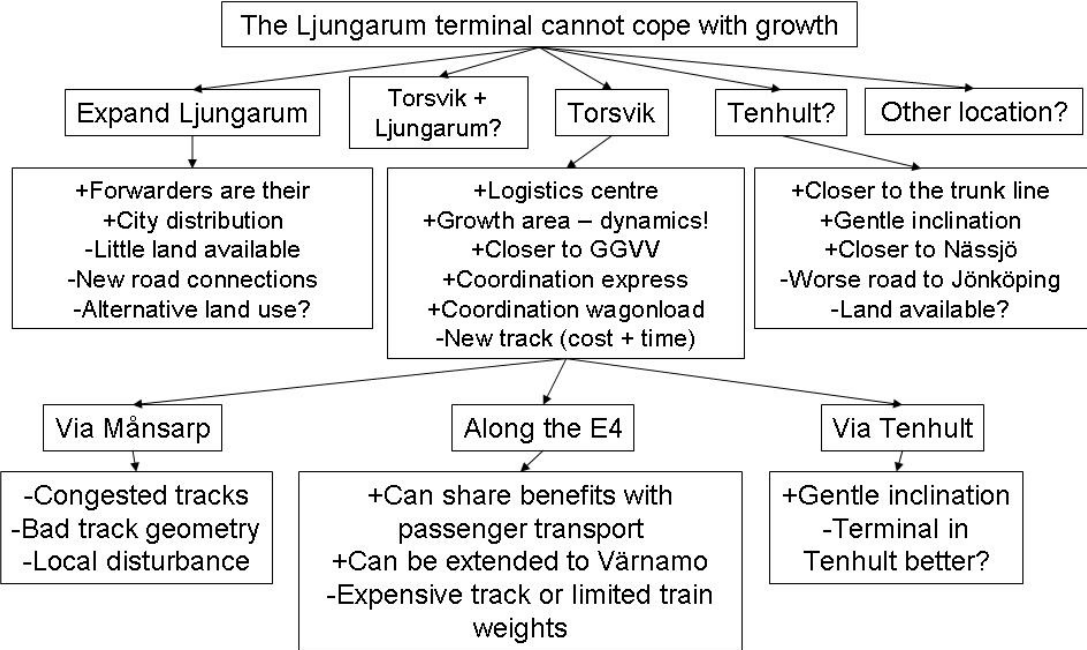 The Ljungarum terminal cannot cope with growth
Expand Ljungarum
Torsvik +
Ljungarum?
Torsvik
Tenhult?
Other location?
+Forwarders are their
+City distribution
-Little land available
-New road connections
-Alternative land use?
+Logistics centre
+Growth area – dynamics!
+Closer to GGVV
+Coordination express
+Coordination wagonload
-New track (cost + time)
+Closer to the trunk line
+Gentle inclination
+Closer to Nässjö
-Worse road to Jönköping
-Land available?
Via Månsarp
Along the E4
Via Tenhult
-Congested tracks
-Bad track geometry
-Local disturbance
+Can share benefits with
passenger transport
+Can be extended to Värnamo
-Expensive track or limited train
weights
+Gentle inclination
-Terminal in
Tenhult better?